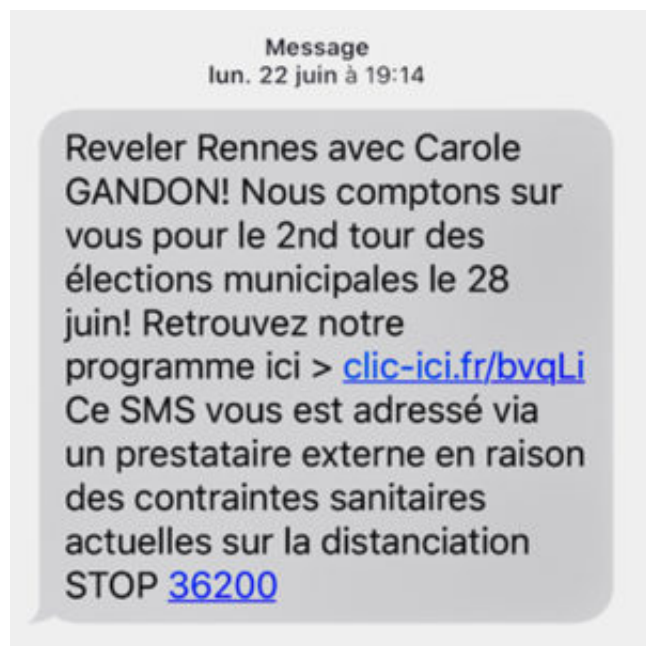 Message
lun. 22 juin à 19:14
Reveler Rennes avec Carole
GANDON! Nous comptons sur
vous pour le 2nd tour des
élections municipales le 28
juin! Retrouvez notre
programme ici > clic-ici.fr/bvqLi
Ce SMS vous est adressé via
un prestataire externe en raison
des contraintes sanitaires
actuelles sur la distanciation
STOP 36200